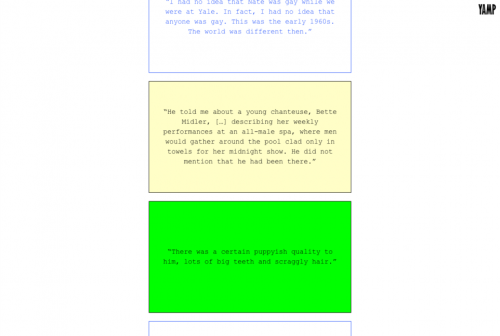 YAMP
"I had no idea that Nate was gay while we
were at Yale. In fact, I had no idea that
anyone was gay. This was the early 1960s.
The world was different then."
"He told me about a young chanteuse, Bette
Midler, […] describing her weekly
performances at an all-male spa, where men
would gather around the pool clad only in
towels for her midnight show. He did not
mention that he had been there."
"There was a certain puppyish quality to
him, lots of big teeth and scraggly hair."